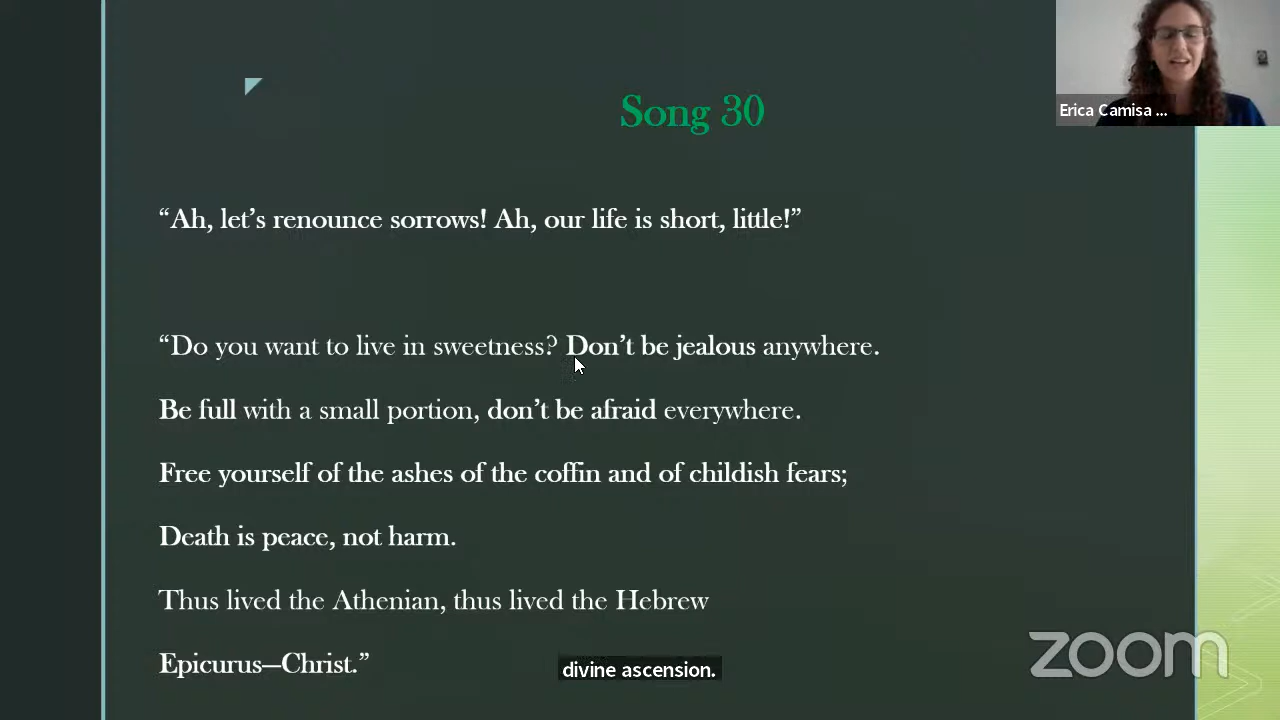 Song 30
Erica Camisa ...
“Ah, let’s renounce sorrows! Ah, our life is short, little!”
“Do you want to live in sweetness? Don’t be jealous anywhere.
Be full with a small portion, don’t be afraid everywhere.
Free yourself of the ashes of the coffin and of childish fears;
Death is peace, not harm.
Thus lived the Athenian, thus lived the Hebrew
Epicurus—Christ.”
divine ascension.
zoom